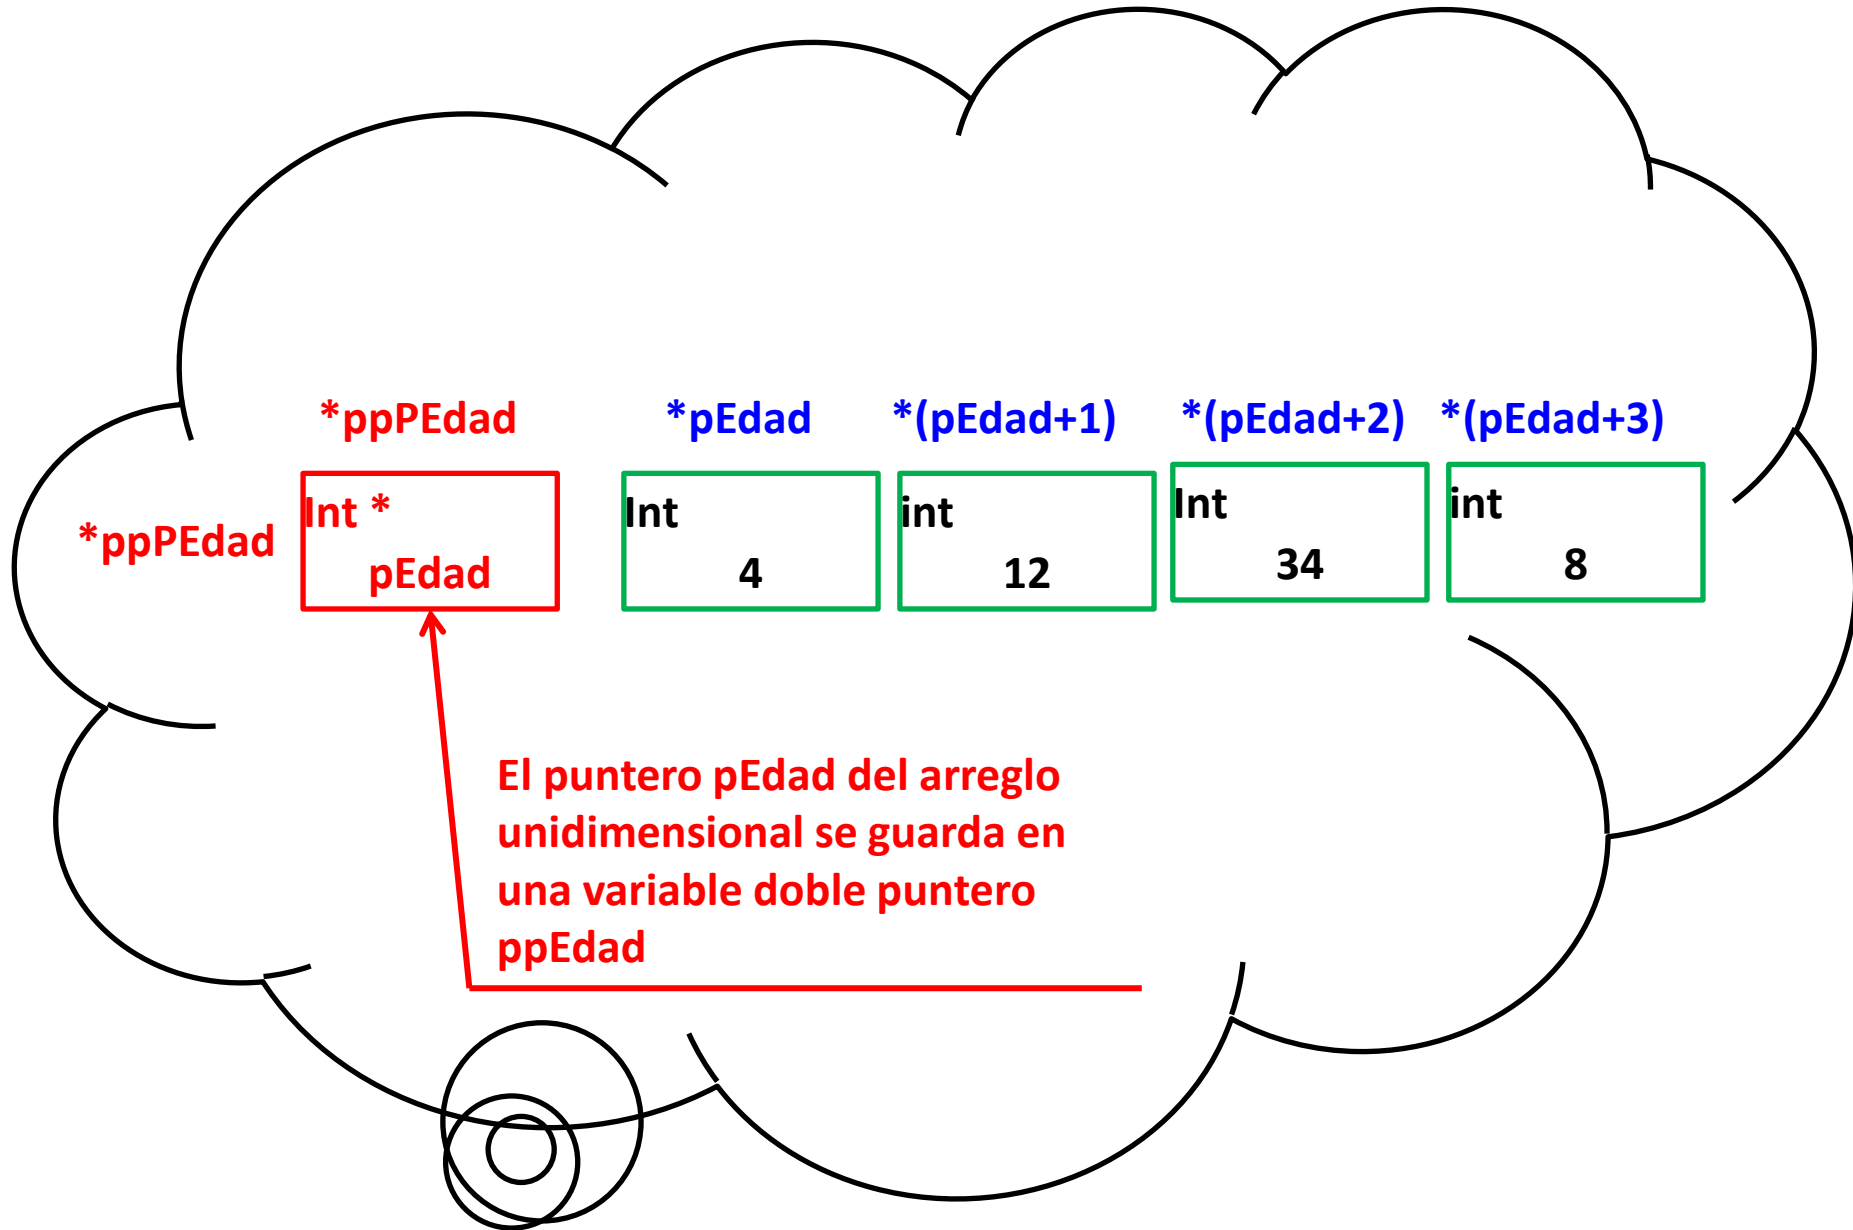 *ppPEdad *pEdad *(pEdad+1) *(pEdad+2) *(pEdad+3)
*ppPEdad
Int *
pEdad
Int
4
int
12
Int
34
int
8
El puntero pEdad del arreglo
unidimensional se guarda en
una variable doble puntero
ppEdad